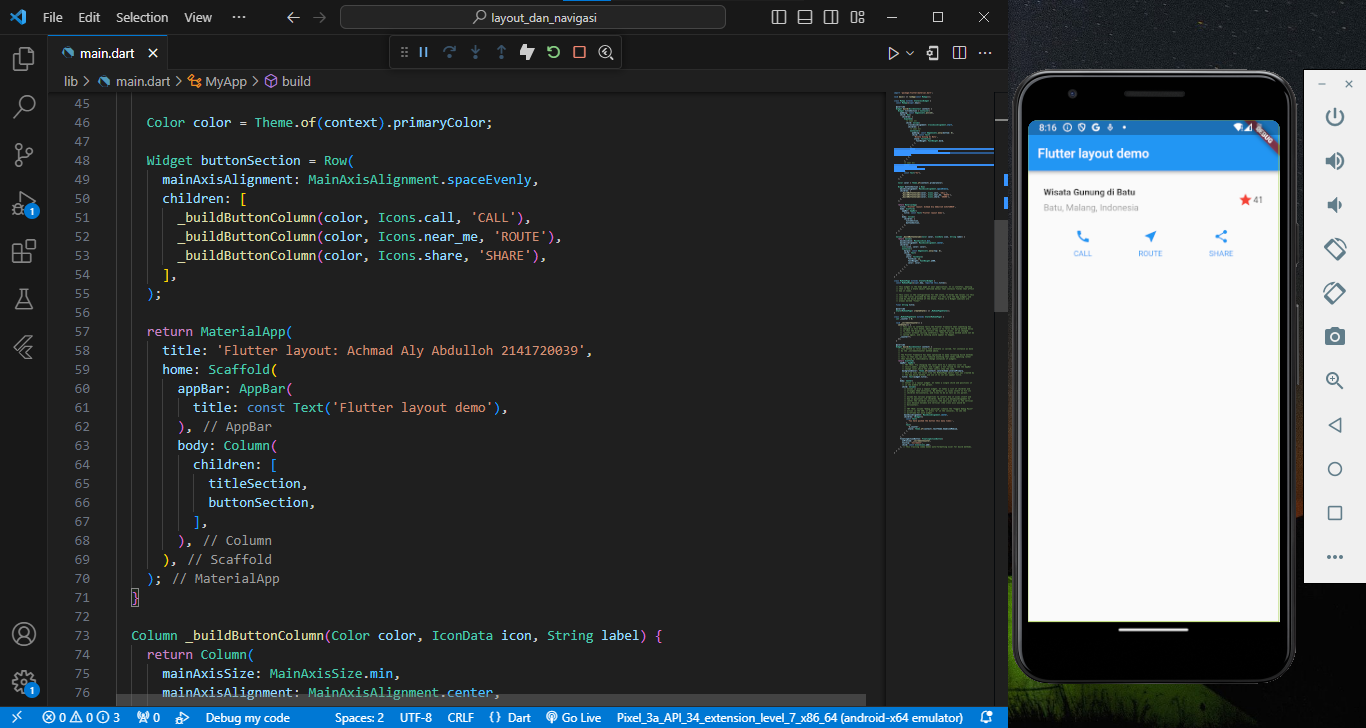 File Edit Selection View ··· layout_dan_navigasi
main.dart
lib > main.dart > MyApp > build
45
46 Color color = Theme.of(context).primaryColor;
47
48 Widget buttonSection = Row(
49 mainAxisAlignment: MainAxisAlignment.spaceEvenly,
50 children: [
51 _buildButtonColumn(color, Icons.call, 'CALL'),
52 _buildButtonColumn(color, Icons.near_me, 'ROUTE'),
53 _buildButtonColumn(color, Icons.share, 'SHARE'),
54 ],
55 );
56
57 return MaterialApp(
58 title: 'Flutter layout: Achmad Aly Abdulloh 2141720039',
59 home: Scaffold(
60 appBar: AppBar(
61 title: const Text('Flutter layout demo'),
62 ), // AppBar
63 body: Column(
64 children: [
65 titleSection,
66 buttonSection,
67 ],
68 ), // Column
69 ), // Scaffold
70 ); // MaterialApp
71 }
72
73 Column _buildButtonColumn(Color color, IconData icon, String label) {
74 return Column(
75 mainAxisSize: MainAxisSize.min,
76 mainAxisAlignment: MainAxisAlignment.center,
1
1
0 0 3 0 Debug my code Spaces: 2 UTF-8 CRLF {} Dart Go Live Pixel_3a_API_34_extension_level_7_x86_64 (android-x64 emulator)
8:16
DEBUG
Flutter layout demo
Wisata Gunung di Batu
Batu, Malang, Indonesia
41
CALL ROUTE SHARE